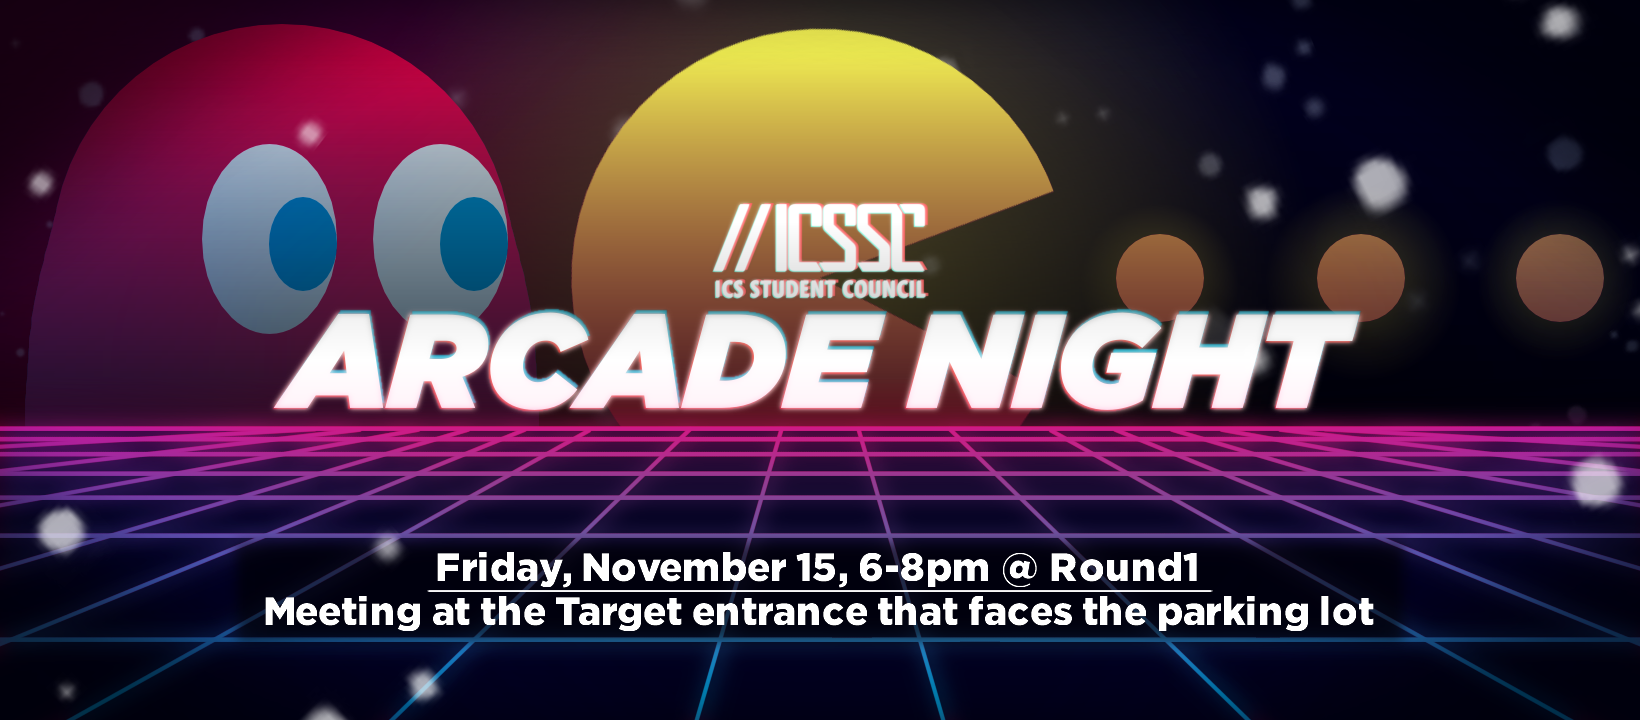 //ICSSC
ICS STUDENT COUNCIL
ARCADE NIGHT
Friday, November 15, 6-8pm @ Round1
Meeting at the Target entrance that faces the parking lot